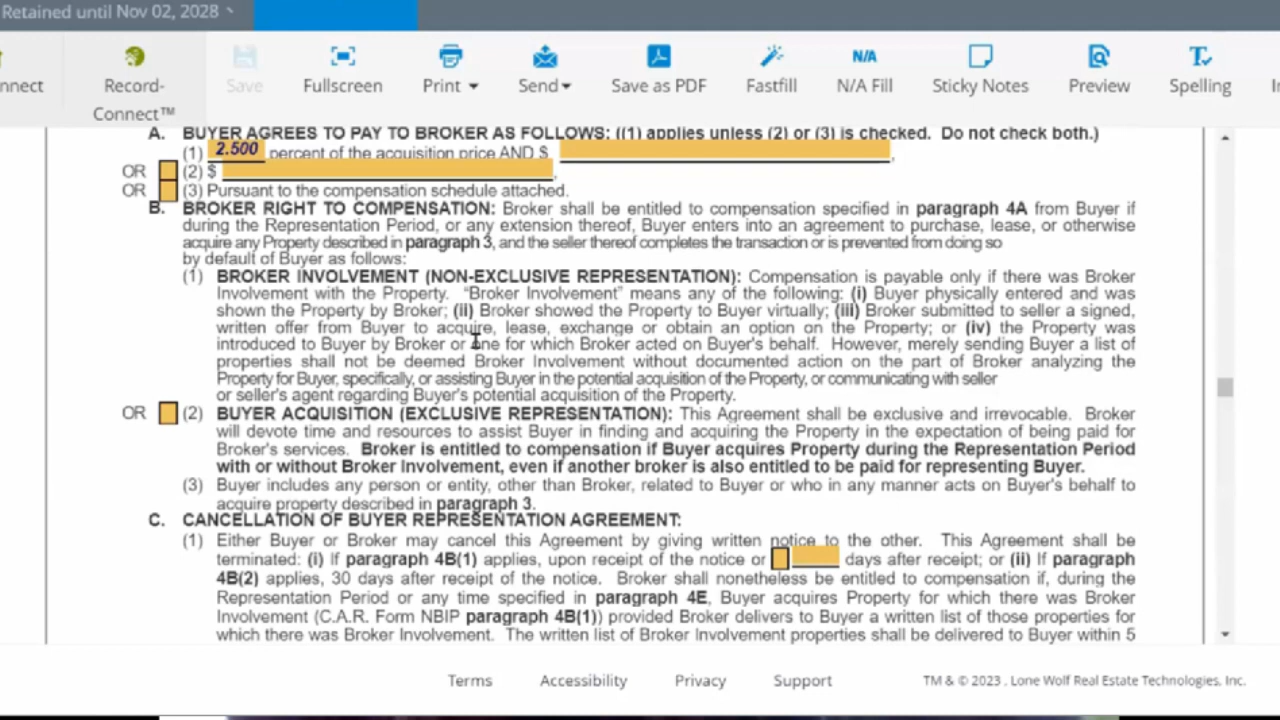 Retained until Nov 02, 2028
nnect
Record-Connect™
Save
Fullscreen
Print
Send
Save as PDF
N/A
Fastfill
N/A Fill
Sticky Notes
Preview
Spelling
A. BUYER AGREES TO PAY TO BROKER AS FOLLOWS: ((1) applies unless (2) or (3) is checked. Do not check both.)
(1) 2.500 percent of the acquisition price AND $ ,
OR (2) $ ,
OR (3) Pursuant to the compensation schedule attached.
B. BROKER RIGHT TO COMPENSATION: Broker shall be entitled to compensation specified in paragraph 4A from Buyer if
during the Representation Period, or any extension thereof, Buyer enters into an agreement to purchase, lease, or otherwise
acquire any Property described in paragraph 3, and the seller thereof completes the transaction or is prevented from doing so
by default of Buyer as follows:
(1) BROKER INVOLVEMENT (NON-EXCLUSIVE REPRESENTATION): Compensation is payable only if there was Broker
Involvement with the Property. "Broker Involvement" means any of the following: (i) Buyer physically entered and was
shown the Property by Broker; (ii) Broker showed the Property to Buyer virtually; (iii) Broker submitted to seller a signed,
written offer from Buyer to acquire, lease, exchange or obtain an option on the Property; or (iv) the Property was
introduced to Buyer by Broker or one for which Broker acted on Buyer's behalf. However, merely sending Buyer a list of
properties shall not be deemed Broker Involvement without documented action on the part of Broker analyzing the
Property for Buyer, specifically, or assisting Buyer in the potential acquisition of the Property, or communicating with seller
or seller's agent regarding Buyer's potential acquisition of the Property.
OR (2) BUYER ACQUISITION (EXCLUSIVE REPRESENTATION): This Agreement shall be exclusive and irrevocable. Broker
will devote time and resources to assist Buyer in finding and acquiring the Property in the expectation of being paid for
Broker's services. Broker is entitled to compensation if Buyer acquires Property during the Representation Period
with or without Broker Involvement, even if another broker is also entitled to be paid for representing Buyer.
(3) Buyer includes any person or entity, other than Broker, related to Buyer or who in any manner acts on Buyer's behalf to
acquire property described in paragraph 3.
C. CANCELLATION OF BUYER REPRESENTATION AGREEMENT:
(1) Either Buyer or Broker may cancel this Agreement by giving written notice to the other. This Agreement shall be
terminated: (i) If paragraph 4B(1) applies, upon receipt of the notice or days after receipt; or (ii) If paragraph
4B(2) applies, 30 days after receipt of the notice. Broker shall nonetheless be entitled to compensation if, during the
Representation Period or any time specified in paragraph 4E, Buyer acquires Property for which there was Broker
Involvement (C.A.R. Form NBIP paragraph 4B(1)) provided Broker delivers to Buyer a written list of those properties for
which there was Broker Involvement. The written list of Broker Involvement properties shall be delivered to Buyer within 5
Terms
Accessibility
Privacy
Support
TM & © 2023 . Lone Wolf Real Estate Technologies, Inc.